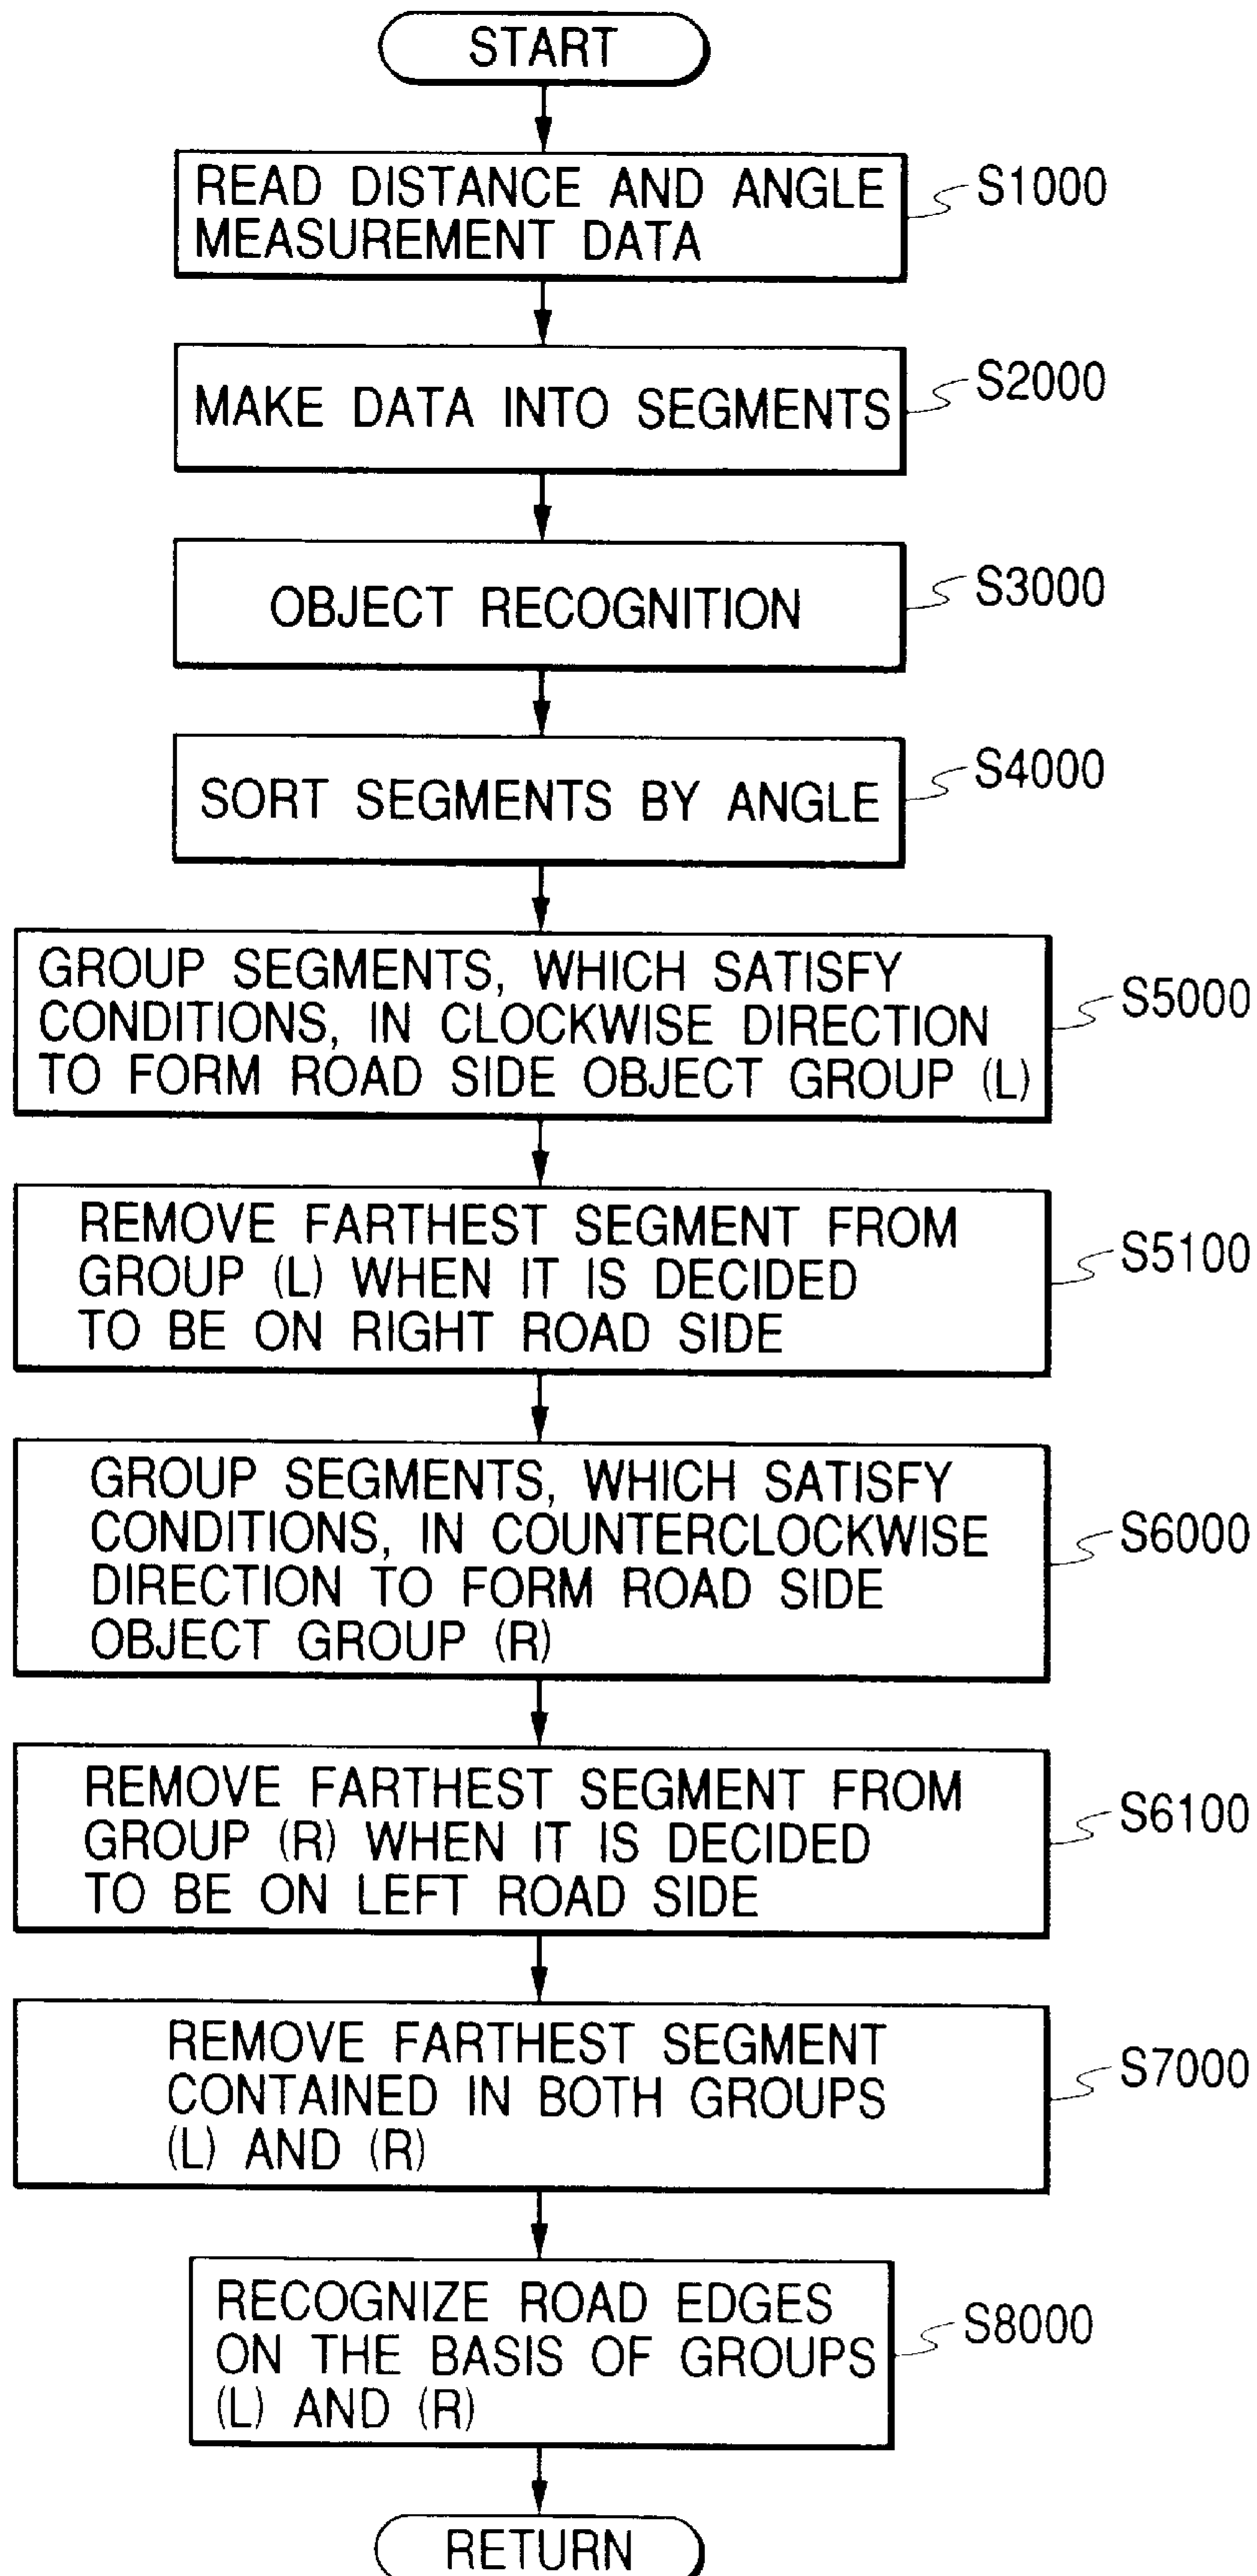 START
READ DISTANCE AND ANGLE
MEASUREMENT DATA
S1000
MAKE DATA INTO SEGMENTS
S2000
OBJECT RECOGNITION
S3000
SORT SEGMENTS BY ANGLE
S4000
GROUP SEGMENTS, WHICH SATISFY
CONDITIONS, IN CLOCKWISE DIRECTION
TO FORM ROAD SIDE OBJECT GROUP (L)
S5000
REMOVE FARTHEST SEGMENT FROM
GROUP (L) WHEN IT IS DECIDED
TO BE ON RIGHT ROAD SIDE
S5100
GROUP SEGMENTS, WHICH SATISFY
CONDITIONS, IN COUNTERCLOCKWISE
DIRECTION TO FORM ROAD SIDE
OBJECT GROUP (R)
S6000
REMOVE FARTHEST SEGMENT FROM
GROUP (R) WHEN IT IS DECIDED
TO BE ON LEFT ROAD SIDE
S6100
REMOVE FARTHEST SEGMENT
CONTAINED IN BOTH GROUPS
(L) AND (R)
S7000
RECOGNIZE ROAD EDGES
ON THE BASIS OF GROUPS
(L) AND (R)
S8000
RETURN